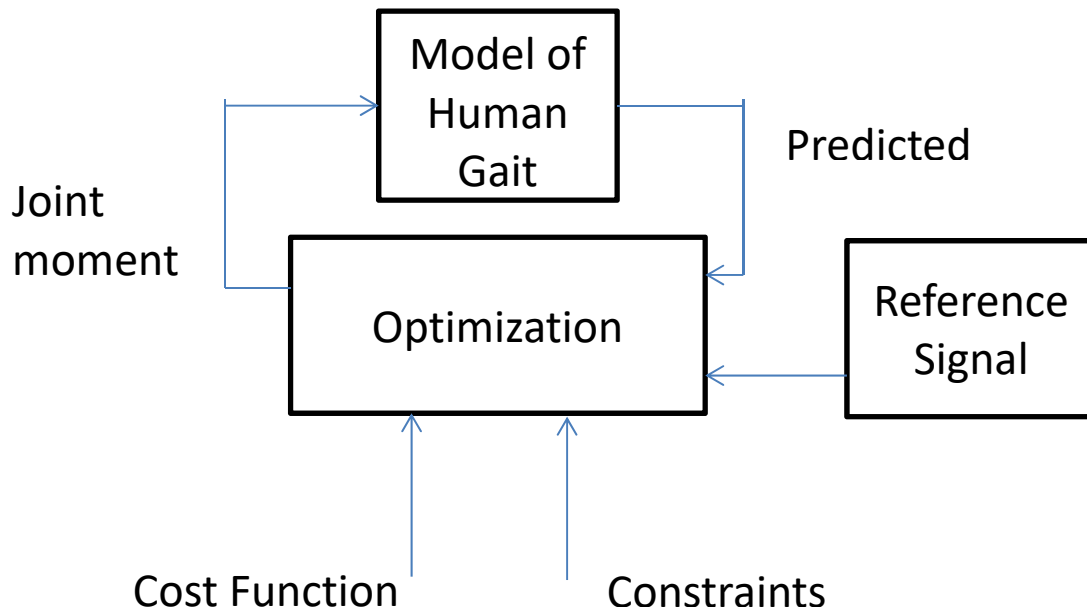 Model of
Human
Gait
Predicted
Joint
moment
Optimization
Reference
Signal
Cost Function
Constraints